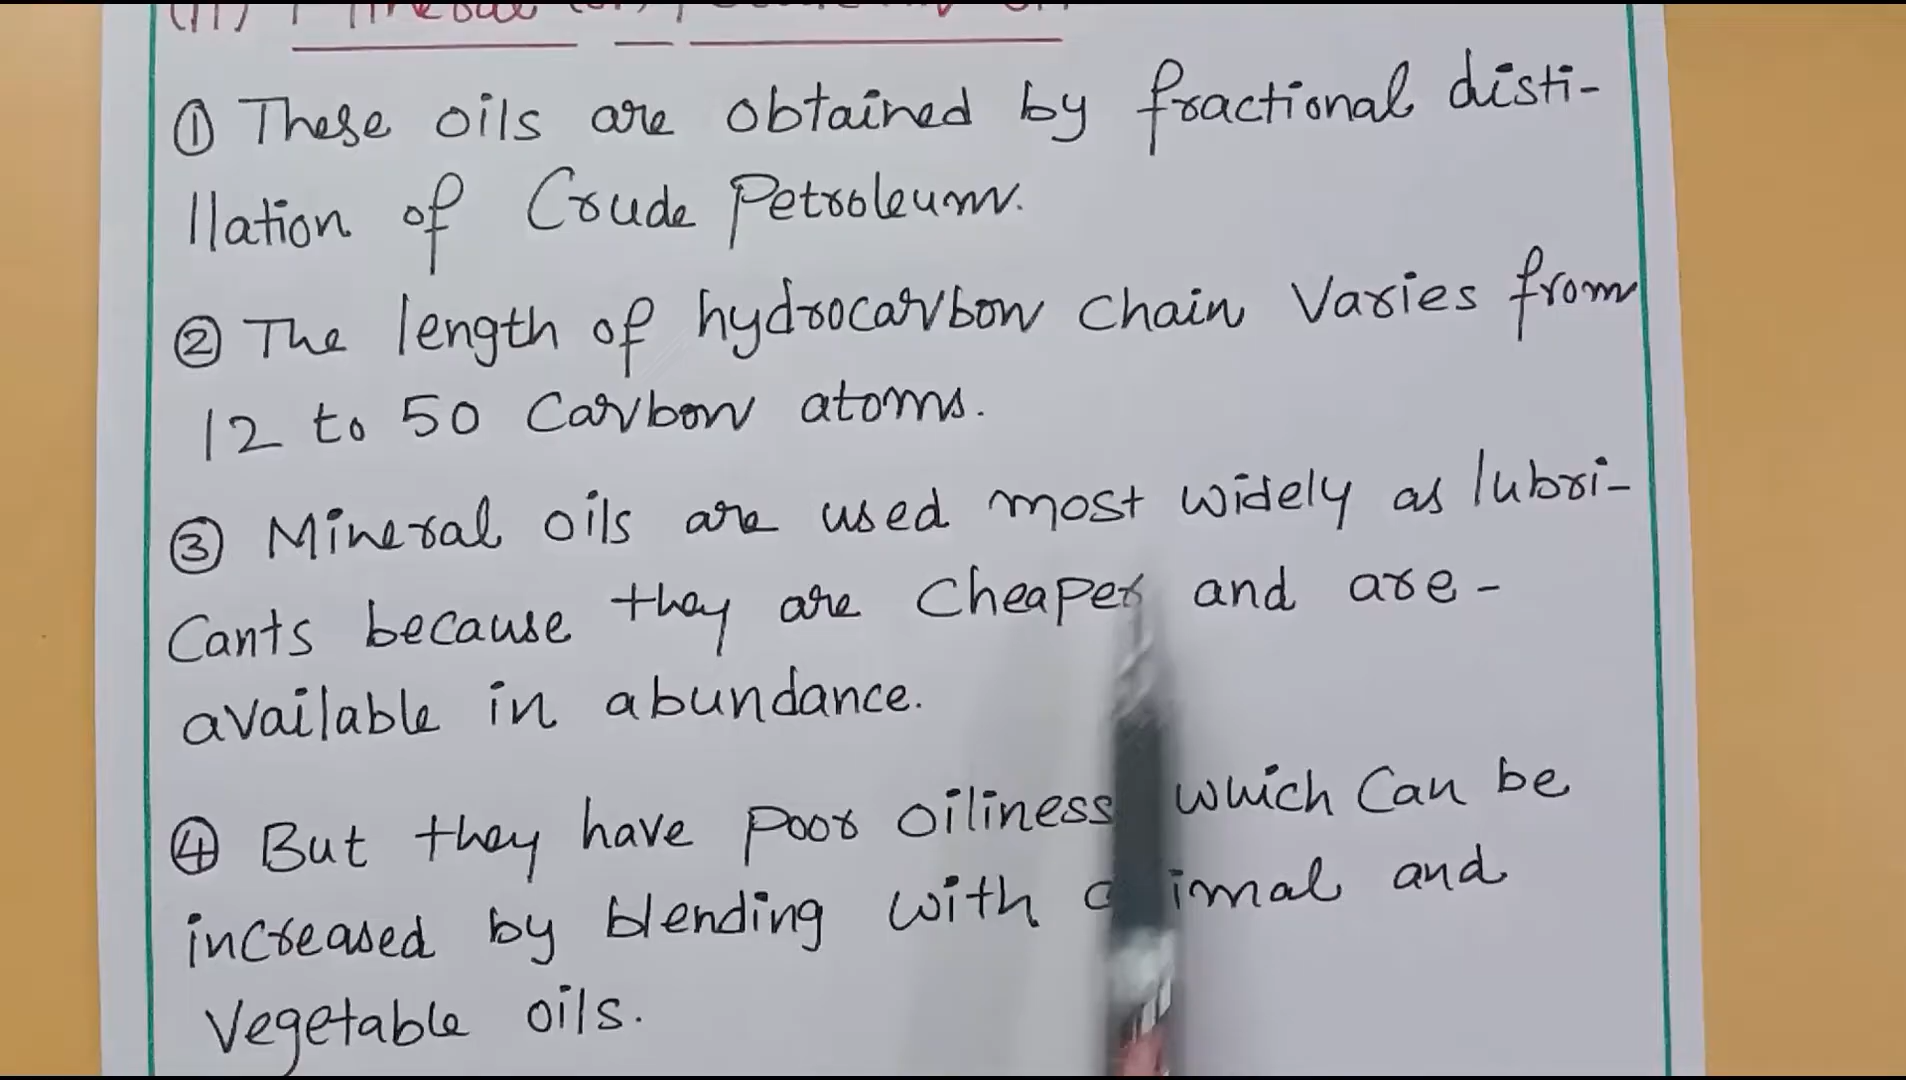 ① These oils are obtained by fractional disti-
llation of Crude Petroleum.
② The length of hydrocarbon chain varies from
12 to 50 Carbon atoms.
③ Mineral oils are used most widely as lubri-
cants because they are cheaper and are-
available in abundance.
④ But they have poor oiliness which can be
increased by blending with animal and
vegetable oils.